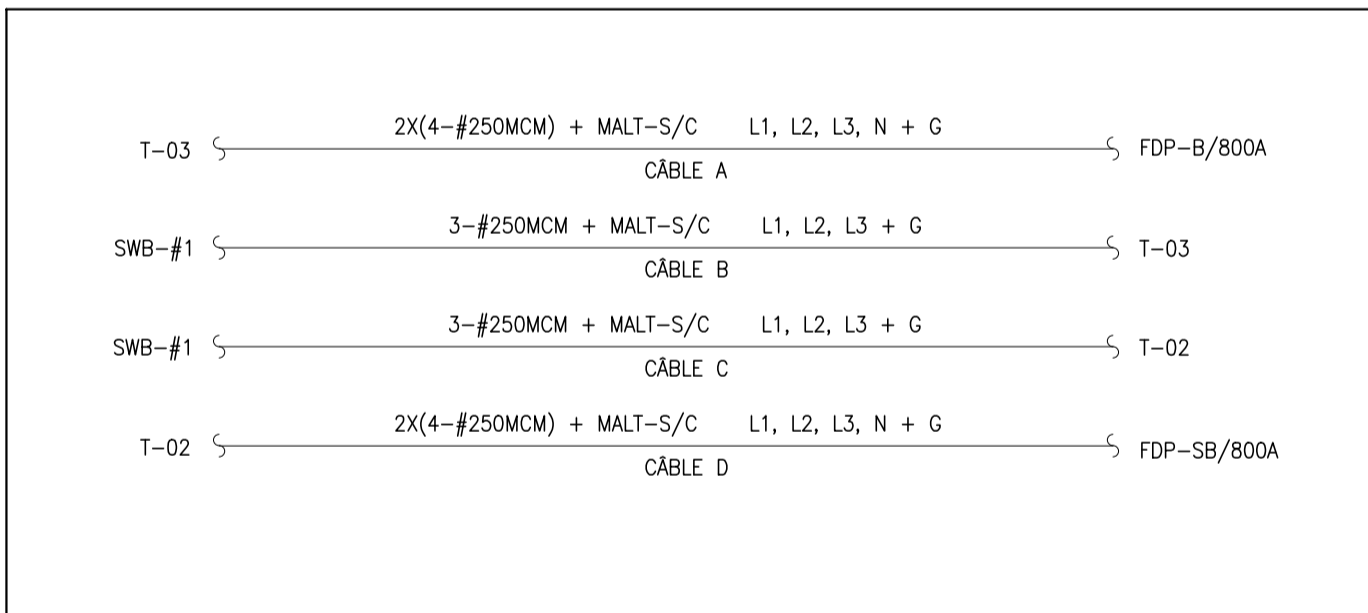 2X(4-#250MCM) + MALT-S/C L1, L2, L3, N + G
T-03 FDP-B/800A
CÂBLE A
3-#250MCM + MALT-S/C L1, L2, L3 + G
SWB-#1 T-03
CÂBLE B
3-#250MCM + MALT-S/C L1, L2, L3 + G
SWB-#1 T-02
CÂBLE C
2X(4-#250MCM) + MALT-S/C L1, L2, L3, N + G
T-02 FDP-SB/800A
CÂBLE D